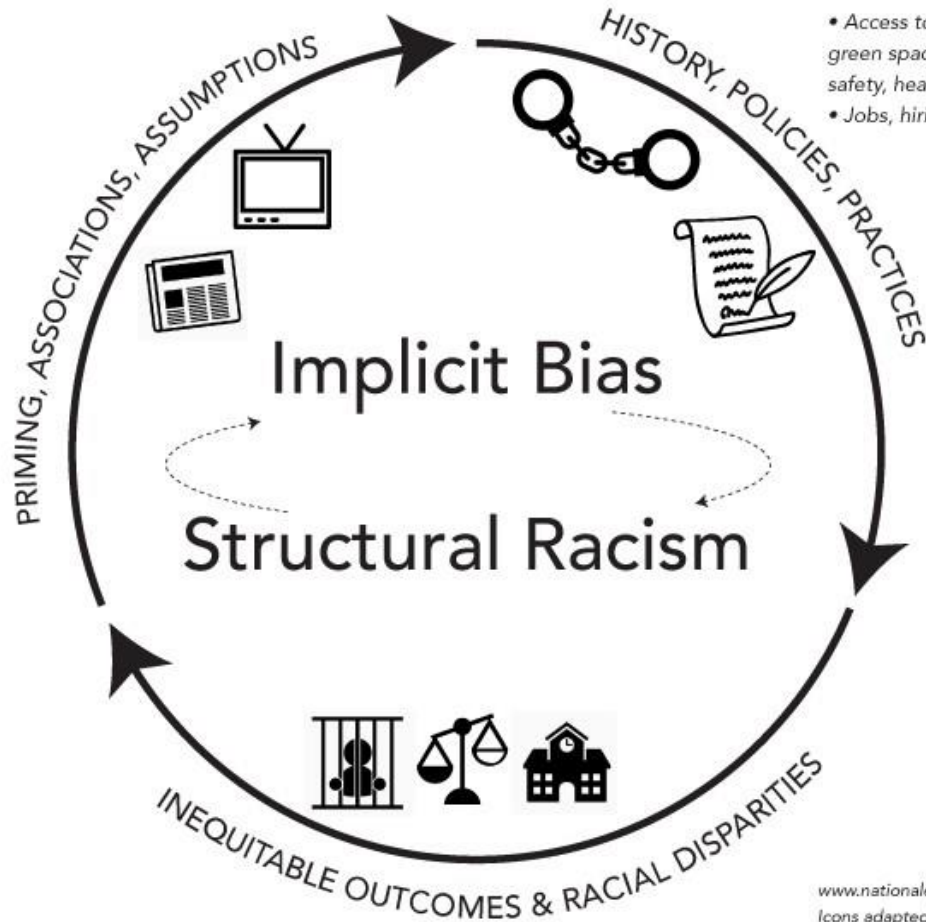 PRIMING, ASSOCIATIONS, ASSUMPTIONS
HISTORY, POLICIES, PRACTICES
• Access to
green spac
safety, hea
• Jobs, hiri
Implicit Bias
Structural Racism
INEQUITABLE OUTCOMES & RACIAL DISPARITIES
www.national
Icons adapted